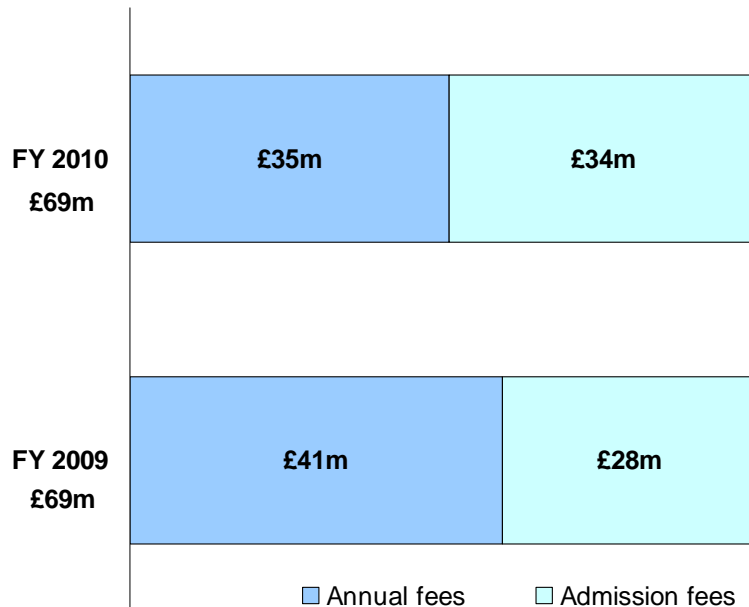 FY 2010
£69m
£35m
£34m
FY 2009
£69m
£41m
£28m
Annual fees
Admission fees